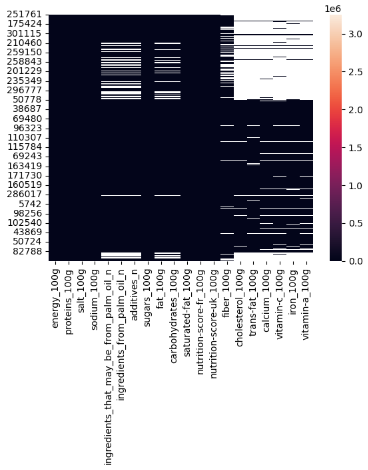 1e6
251761
175253
301115
210460
259150
258843
201229
235349
296777
50778
38687
69480
96323
110307
115784
69243
163419
171730
160519
286017
5742
98256
102540
43869
50724
82788
3.0
2.5
2.0
1.5
1.0
0.5
0.0
energy_100g
proteins_100g
salt_100g
sodium_100g
ingredients_that_may_be_from_palm_oil_n
ingredients_from_palm_oil_n
additives_n
sugars_100g
fat_100g
carbohydrates_100g
saturated-fat_100g
nutrition-score-fr_100g
nutrition-score-uk_100g
fiber_100g
cholesterol_100g
trans-fat_100g
calcium_100g
vitamin-c_100g
iron_100g
vitamin-a_100g